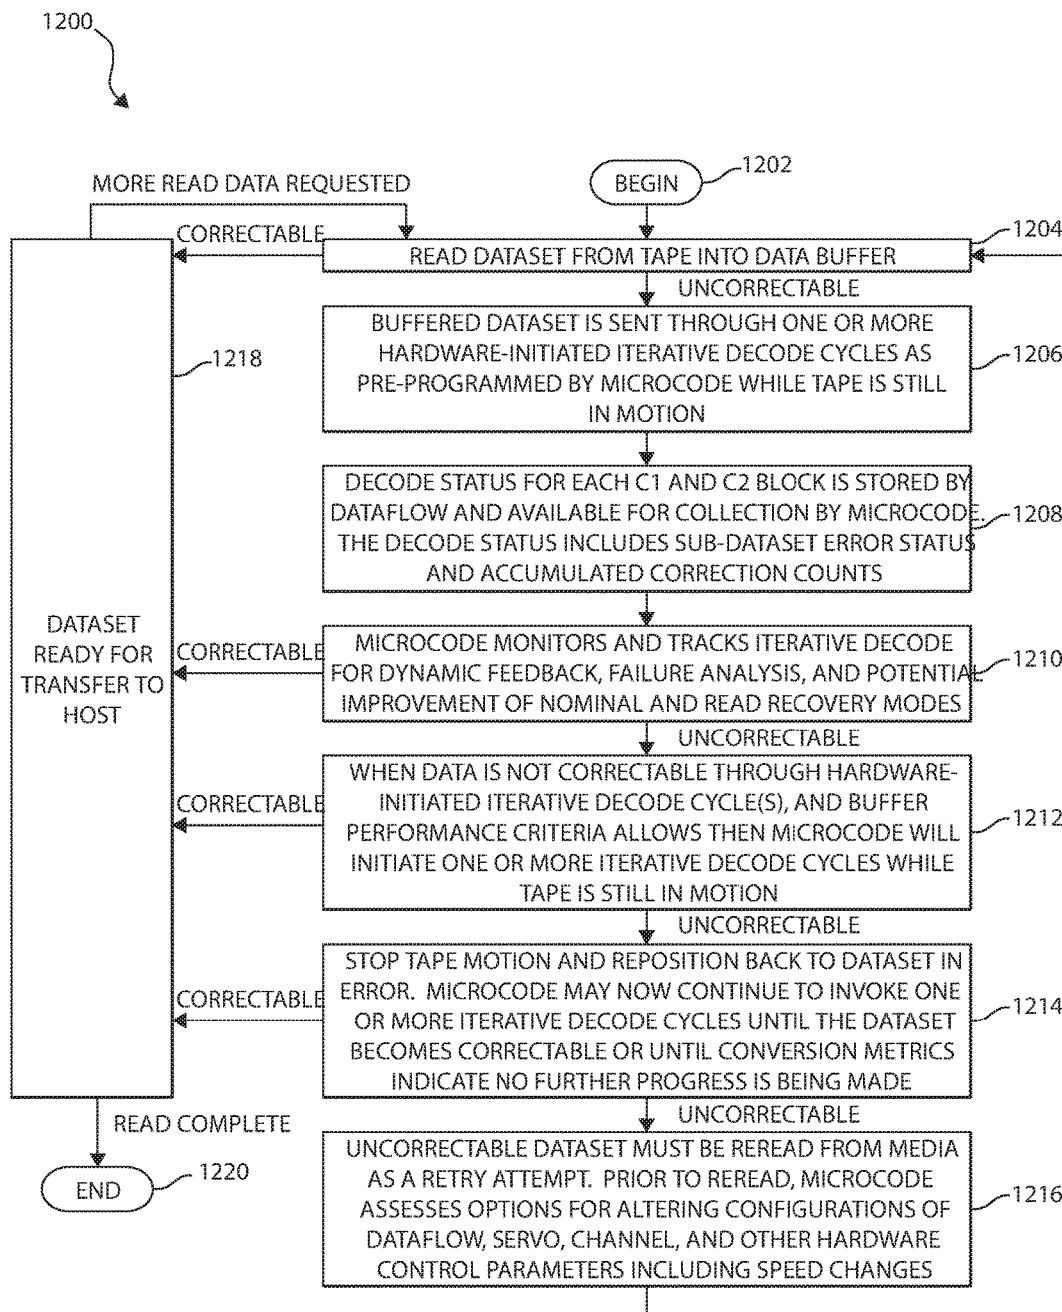 1200
MORE READ DATA REQUESTED
BEGIN
1202
CORRECTABLE
READ DATASET FROM TAPE INTO DATA BUFFER
1204
UNCORRECTABLE
BUFFERED DATASET IS SENT THROUGH ONE OR MORE
HARDWARE-INITIATED ITERATIVE DECODE CYCLES AS
PRE-PROGRAMMED BY MICROCODE WHILE TAPE IS STILL
IN MOTION
1206
1218
DECODE STATUS FOR EACH C1 AND C2 BLOCK IS STORED BY
DATAFLOW AND AVAILABLE FOR COLLECTION BY MICROCODE.
THE DECODE STATUS INCLUDES SUB-DATASET ERROR STATUS
AND ACCUMULATED CORRECTION COUNTS
1208
DATASET
READY FOR
TRANSFER TO
HOST
CORRECTABLE
MICROCODE MONITORS AND TRACKS ITERATIVE DECODE
FOR DYNAMIC FEEDBACK, FAILURE ANALYSIS, AND POTENTIAL
IMPROVEMENT OF NOMINAL AND READ RECOVERY MODES
1210
UNCORRECTABLE
CORRECTABLE
WHEN DATA IS NOT CORRECTABLE THROUGH HARDWARE-
INITIATED ITERATIVE DECODE CYCLE(S), AND BUFFER
PERFORMANCE CRITERIA ALLOWS THEN MICROCODE WILL
INITIATE ONE OR MORE ITERATIVE DECODE CYCLES WHILE
TAPE IS STILL IN MOTION
1212
UNCORRECTABLE
CORRECTABLE
STOP TAPE MOTION AND REPOSITION BACK TO DATASET IN
ERROR. MICROCODE MAY NOW CONTINUE TO INVOKE ONE
OR MORE ITERATIVE DECODE CYCLES UNTIL THE DATASET
BECOMES CORRECTABLE OR UNTIL CONVERSION METRICS
INDICATE NO FURTHER PROGRESS IS BEING MADE
1214
UNCORRECTABLE
READ COMPLETE
END
1220
UNCORRECTABLE DATASET MUST BE REREAD FROM MEDIA
AS A RETRY ATTEMPT. PRIOR TO REREAD, MICROCODE
ASSESSES OPTIONS FOR ALTERING CONFIGURATIONS OF
DATAFLOW, SERVO, CHANNEL, AND OTHER HARDWARE
CONTROL PARAMETERS INCLUDING SPEED CHANGES
1216